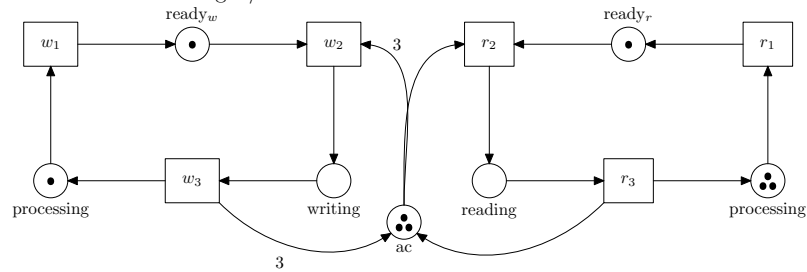 ready_w
ready_r
w_1
w_2
3
r_2
r_1
w_3
r_3
processing
writing
reading
processing
ac
3